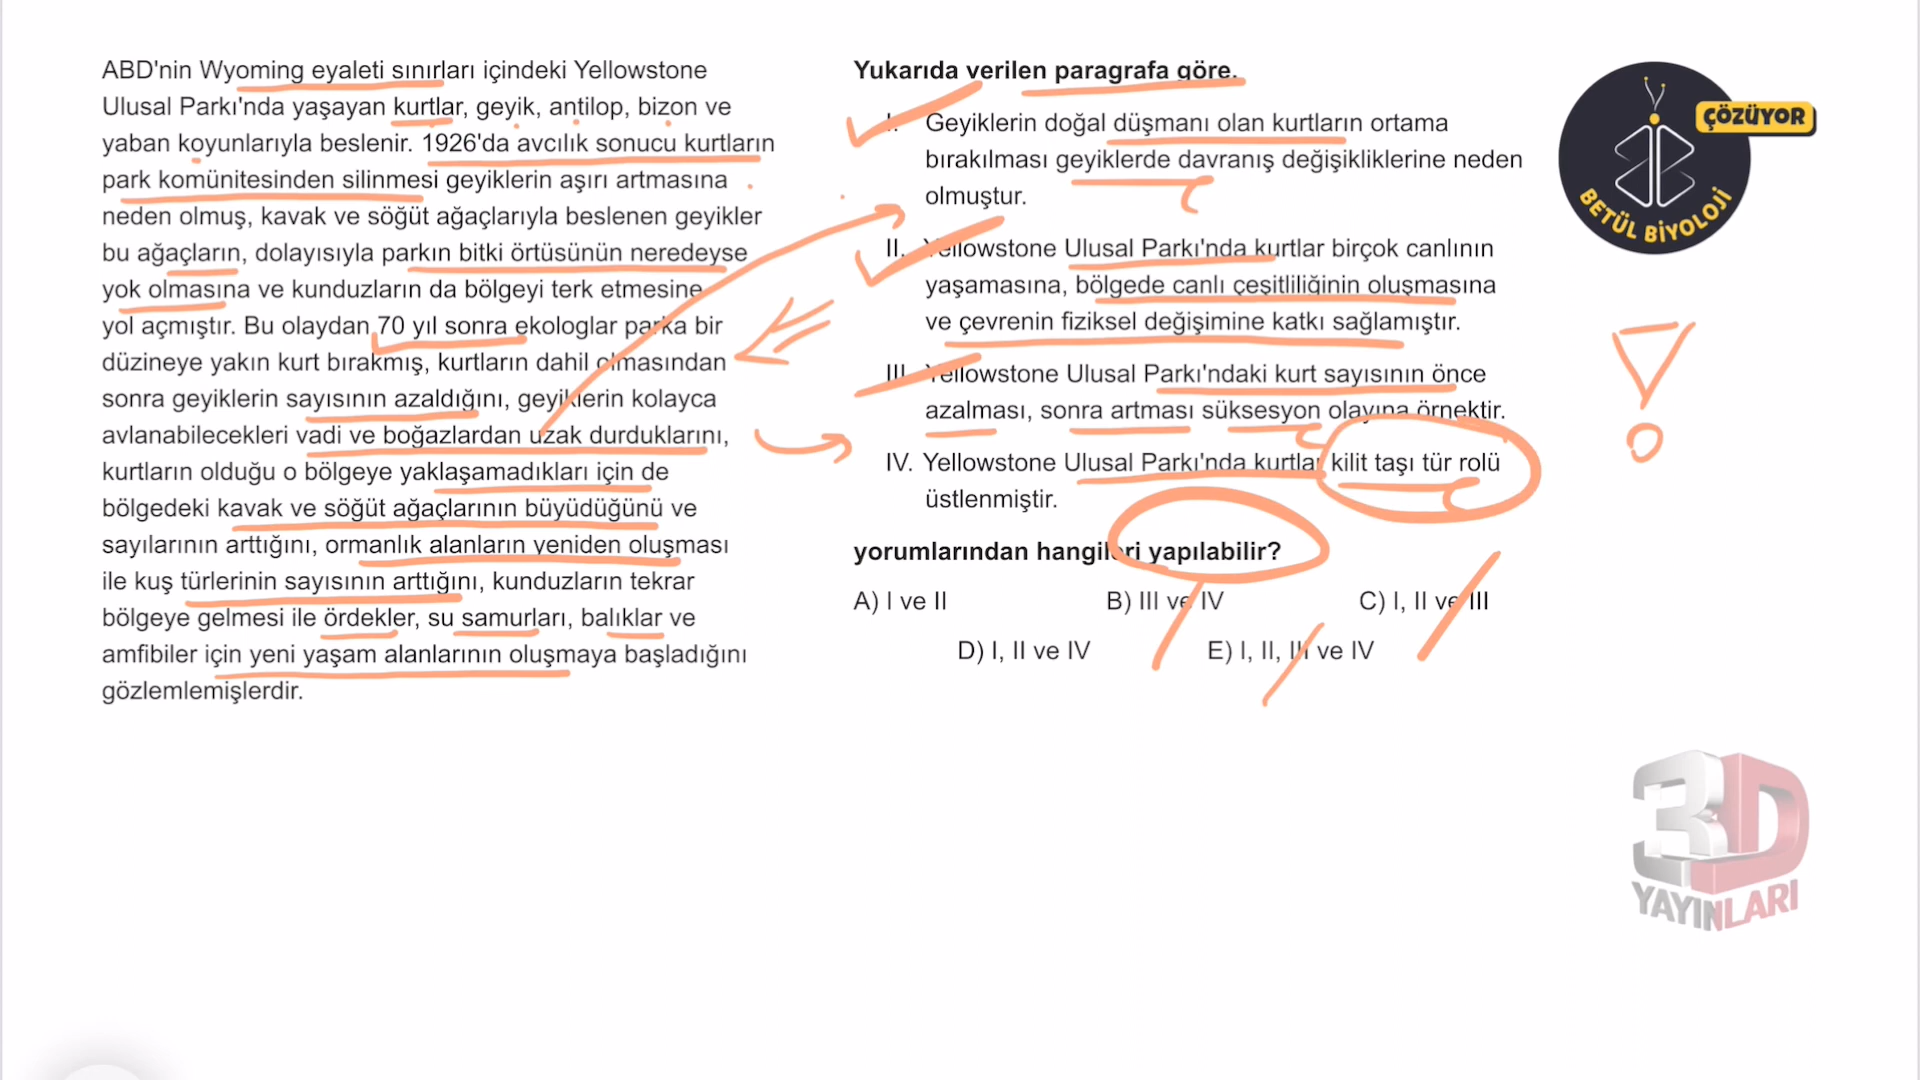 ABD'nin Wyoming eyaleti sınırları içindeki Yellowstone
Ulusal Parkı'nda yaşayan kurtlar, geyik, antilop, bizon ve
yaban koyunlarıyla beslenir. 1926'da avcılık sonucu kurtların
park komünitesinden silinmesi geyiklerin aşırı artmasına
neden olmuş, kavak ve söğüt ağaçlarıyla beslenen geyikler
bu ağaçların, dolayısıyla parkın bitki örtüsünün neredeyse
yok olmasına ve kunduzların da bölgeyi terk etmesine
yol açmıştır. Bu olaydan 70 yıl sonra ekologlar parka bir
düzineye yakın kurt bırakmış, kurtların dahil olmasından
sonra geyiklerin sayısının azaldığını, geyiklerin kolayca
avlanabilecekleri vadi ve boğazlardan uzak durduklarını,
kurtların olduğu o bölgeye yaklaşamadıkları için de
bölgedeki kavak ve söğüt ağaçlarının büyüdüğünü ve
sayılarının arttığını, ormanlık alanların yeniden oluşması
ile kuş türlerinin sayısının arttığını, kunduzların tekrar
bölgeye gelmesi ile ördekler, su samurları, balıklar ve
amfibiler için yeni yaşam alanlarının oluşmaya başladığını
gözlemlemişlerdir.
Yukarıda verilen paragrafa göre,
I. Geyiklerin doğal düşmanı olan kurtların ortama
bırakılması geyiklerde davranış değişikliklerine neden
olmuştur.
II. Yellowstone Ulusal Parkı'nda kurtlar birçok canlının
yaşamasına, bölgede canlı çeşitliliğinin oluşmasına
ve çevrenin fiziksel değişimine katkı sağlamıştır.
III. Yellowstone Ulusal Parkı'ndaki kurt sayısının önce
azalması, sonra artması süksesyon olayına örnektir.
IV. Yellowstone Ulusal Parkı'nda kurtlar kilit taşı tür rolü
üstlenmiştir.
yorumlarından hangileri yapılabilir?
A) I ve II
B) III ve IV
C) I, II ve III
D) I, II ve IV
E) I, II, III ve IV
ÇÖZÜYOR
BETÜL BİYOLOJİ
3D
YAYINLARI